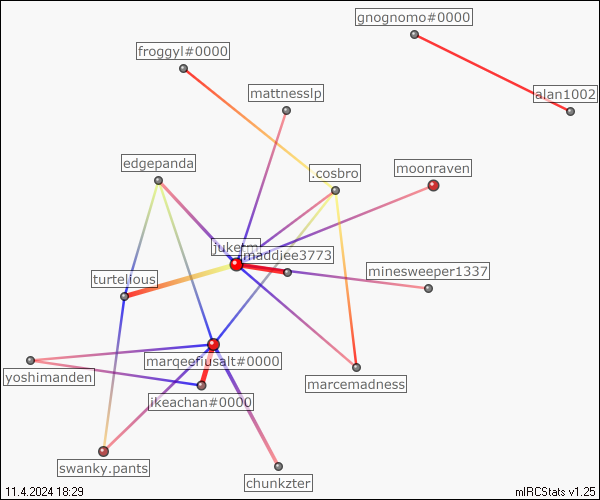 gnognomo#0000
froggyl#0000
mattnesslp
alan1002
edgepanda
.cosbro
moonraven
maddiee3773
turtelious
minesweeper1337
marqeefiusalt#0000
yoshimanden
marcemadness
ikeachan#0000
swanky.pants
chunkzter
11.4.2024 18:29
mIRCStats v1.25